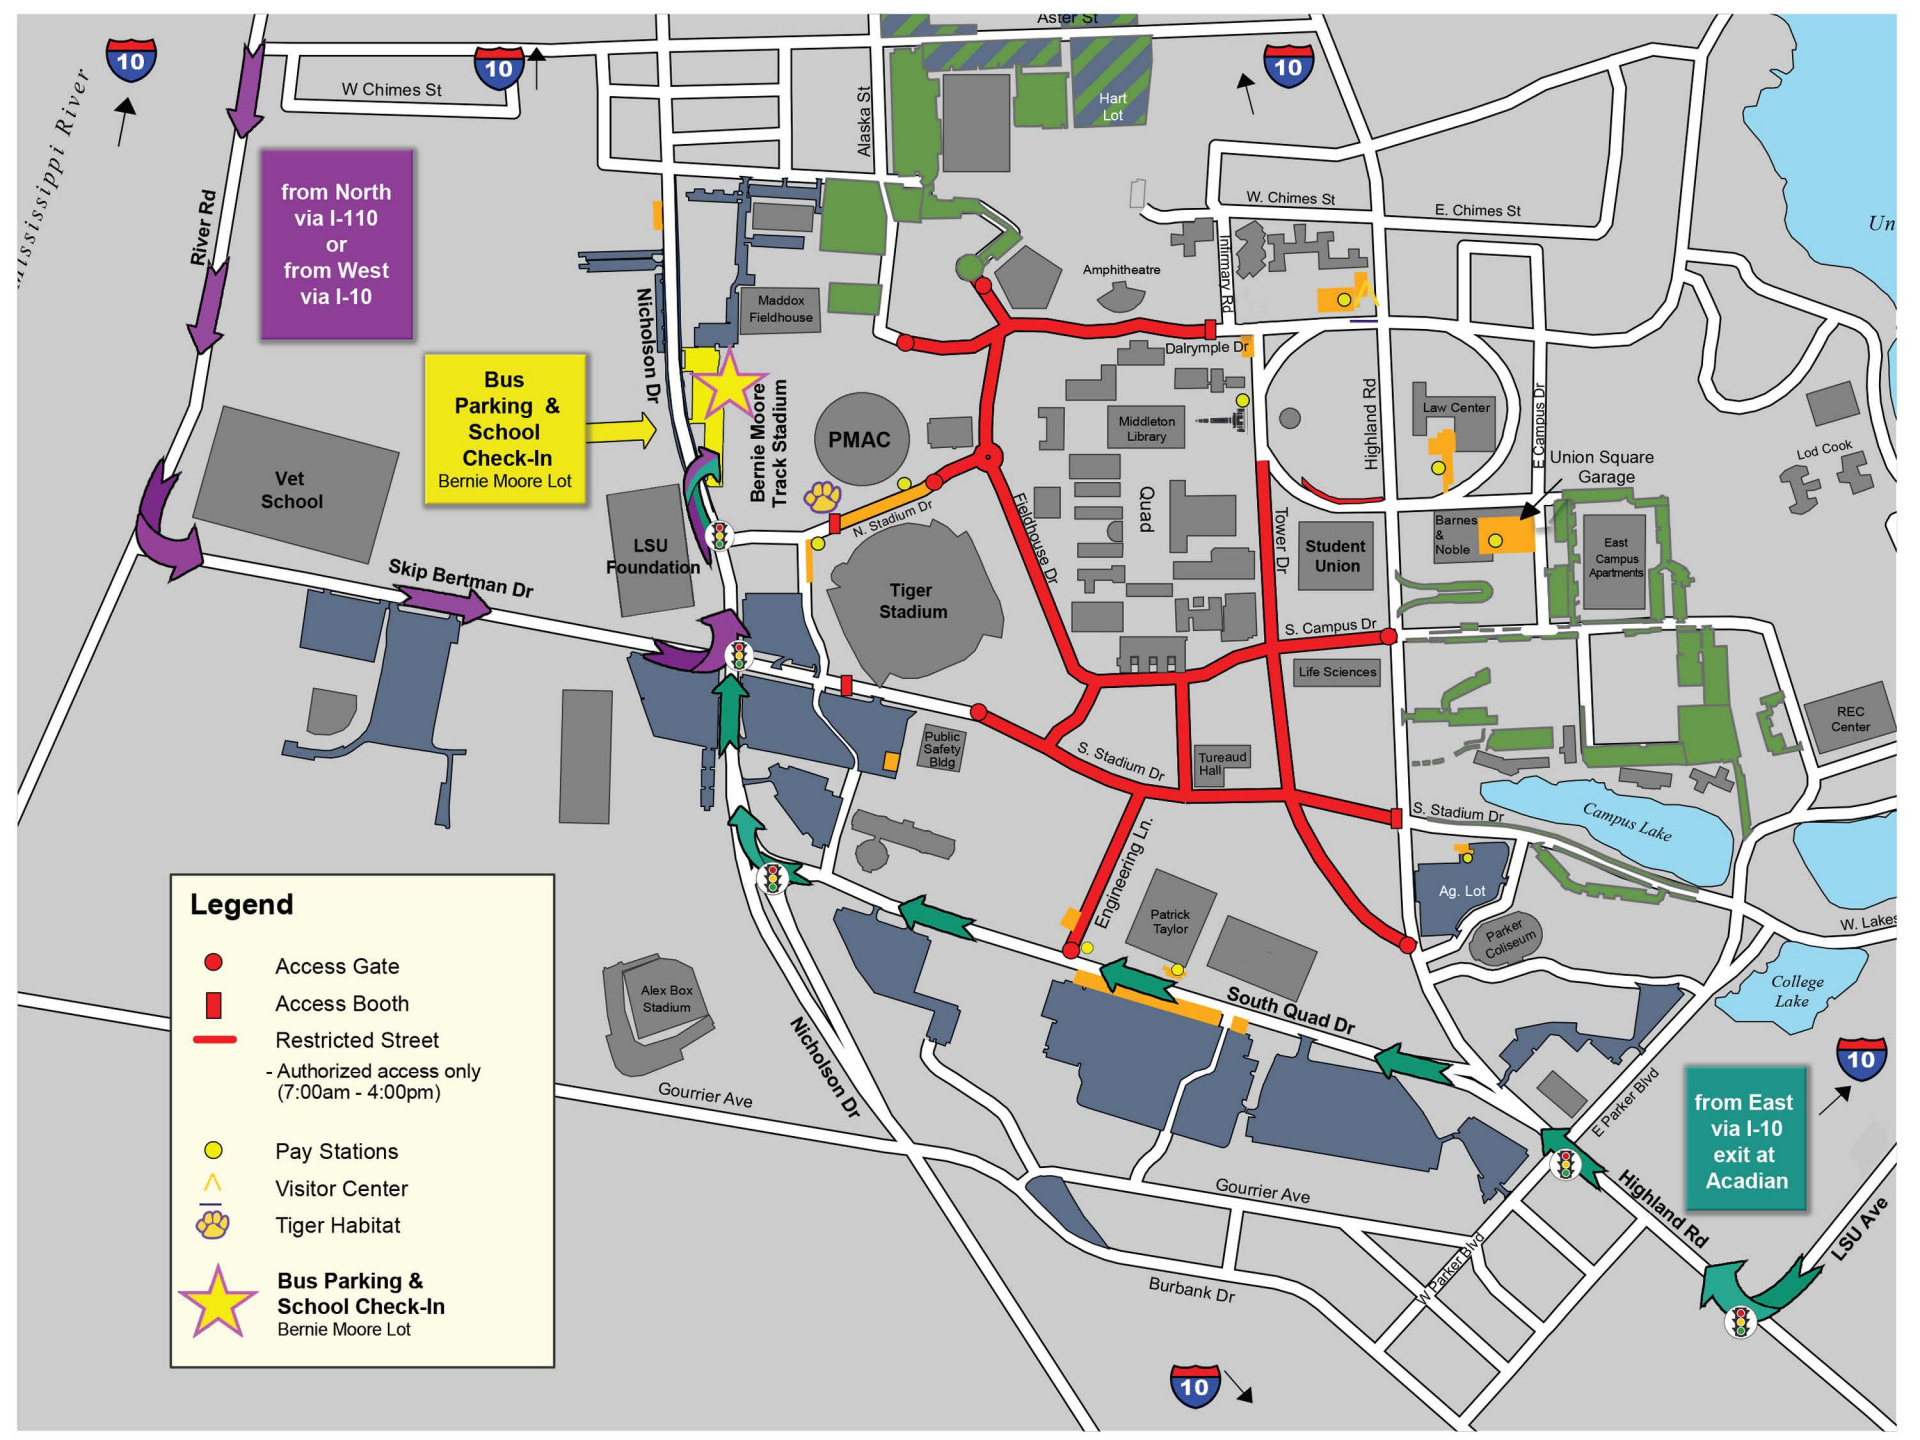 Aster St
10
10
10
W Chimes St
Alaska St
Hart
Lot
Mississippi River
River Rd
from North
via I-110
or
from West
via I-10
W. Chimes St
E. Chimes St
Un
Infirmary Rd
Amphitheatre
Maddox
Fieldhouse
Nicholson Dr
Dalrymple Dr
Bus
Parking &
School
Check-In
Bernie Moore Lot
Bernie Moore
Track Stadium
PMAC
Middleton
Library
Highland Rd
Law Center
E Campus Dr
Lod Cook
Union Square
Garage
Vet
School
N. Stadium Dr
Fieldhouse Dr
Quad
Tower Dr
Student
Union
Barnes
&
Noble
East
Campus
Apartments
LSU
Foundation
Skip Bertman Dr
Tiger
Stadium
S. Campus Dr
Life Sciences
REC
Center
Public
Safety
Bldg
S. Stadium Dr
Tureaud
Hall
S. Stadium Dr
Campus Lake
Engineering Ln.
Ag. Lot
Patrick
Taylor
Parker
Coliseum
W. Lakes
College
Lake
Alex Box
Stadium
South Quad Dr
Nicholson Dr
Gourrier Ave
10
E Parker Blvd
from East
via I-10
exit at
Acadian
Gourrier Ave
Highland Rd
LSU Ave
W Parker Blvd
Burbank Dr
10
Legend
Access Gate
Access Booth
Restricted Street
- Authorized access only
(7:00am - 4:00pm)
Pay Stations
Visitor Center
Tiger Habitat
Bus Parking &
School Check-In
Bernie Moore Lot